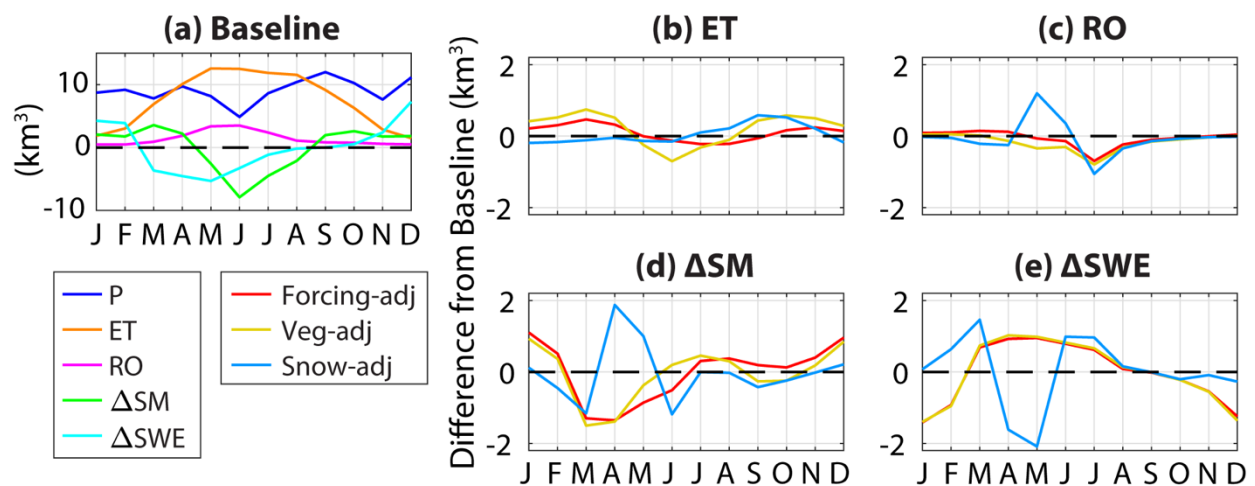 (a) Baseline
(km³)
10
0
-10
J F M A M J J A S O N D
P
ET
RO
ΔSM
ΔSWE
Forcing-adj
Veg-adj
Snow-adj
Difference from Baseline (km³)
(b) ET
2
0
-2
(c) RO
2
0
-2
(d) ΔSM
2
0
-2
J F M A M J J A S O N D
(e) ΔSWE
2
0
-2
J F M A M J J A S O N D